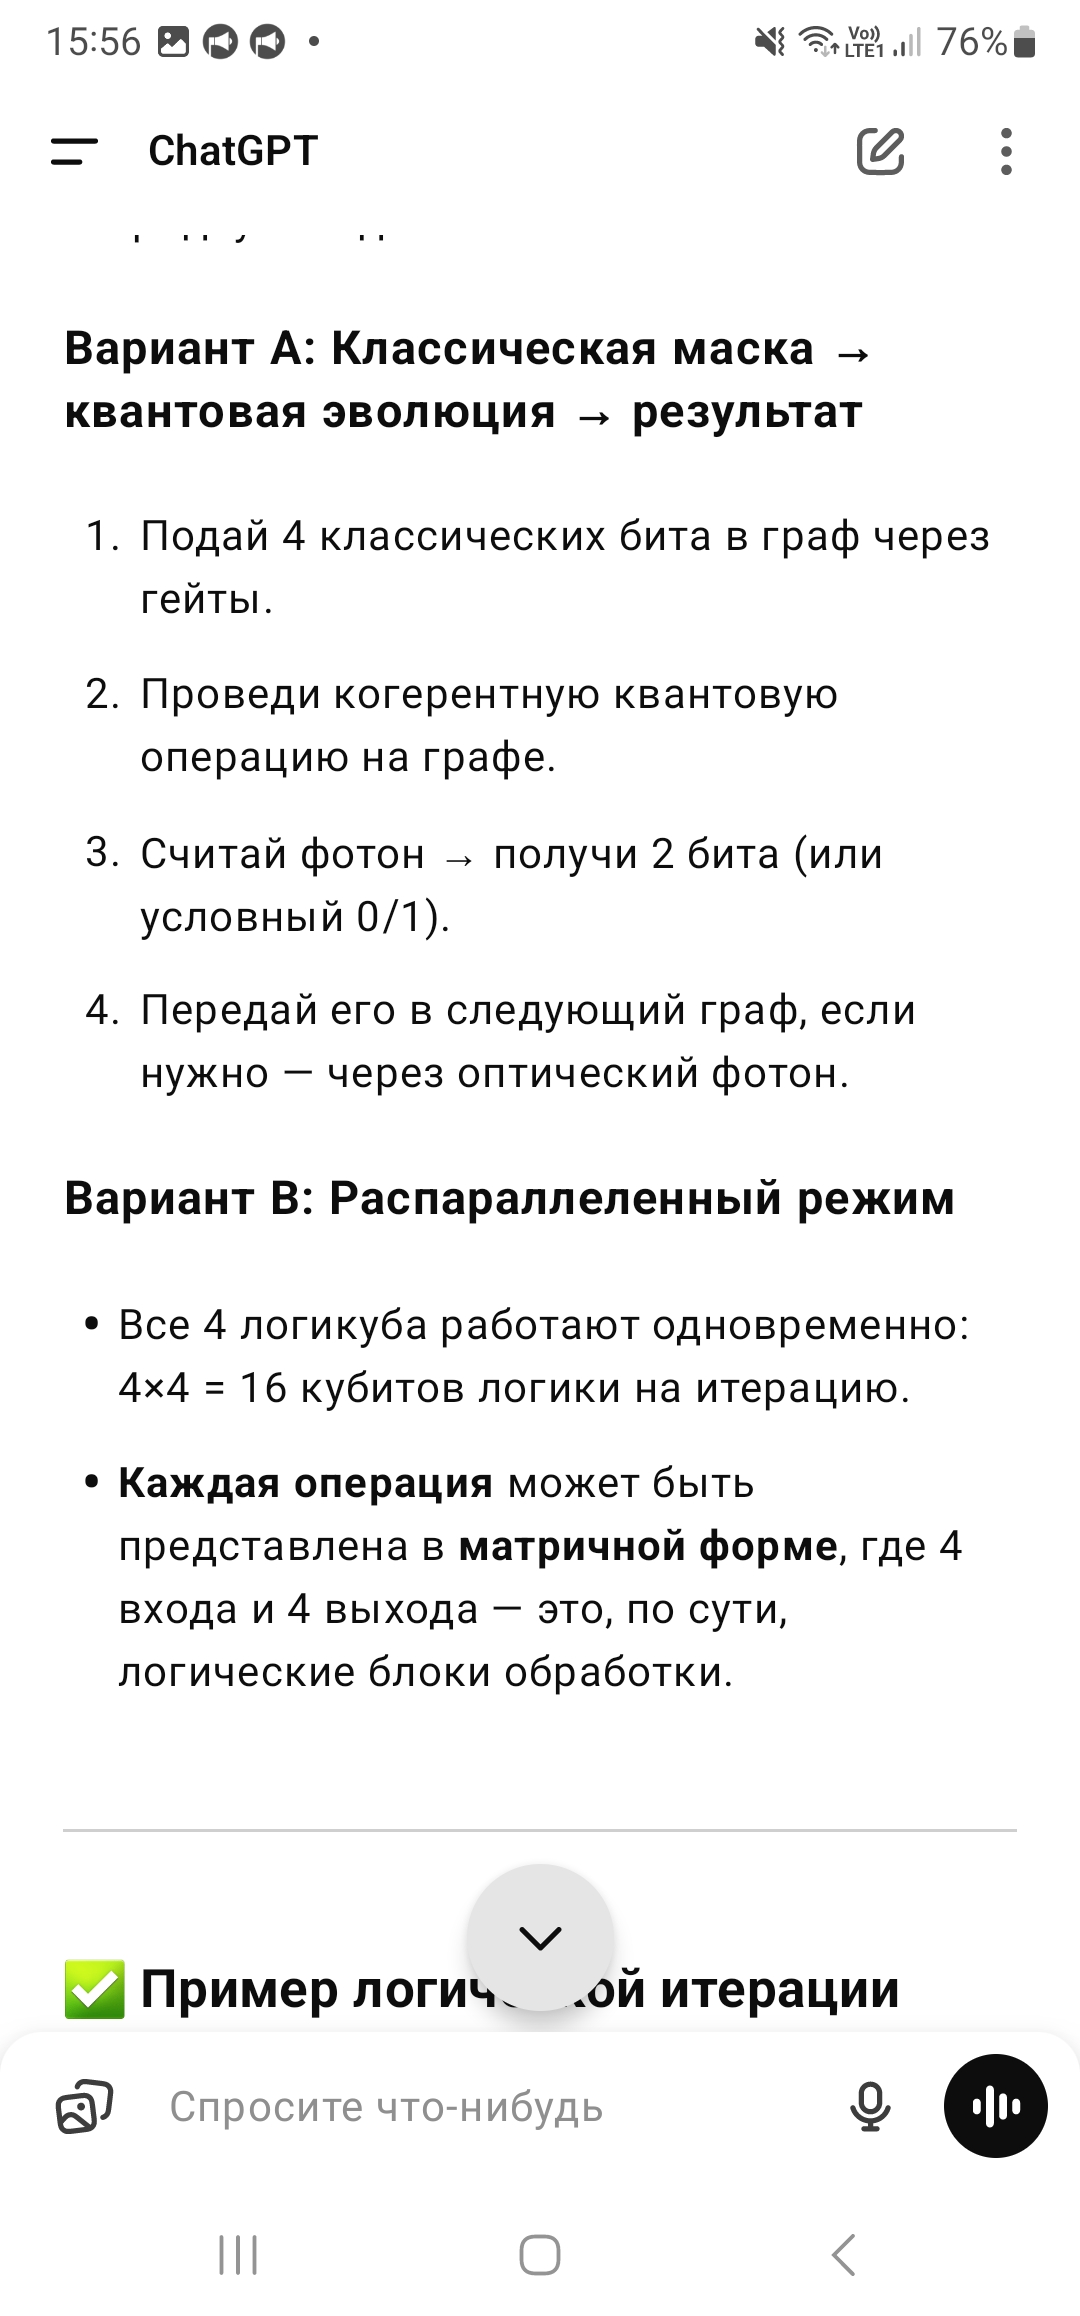 15:56
Vo)) LTE1 76%
ChatGPT
Вариант А: Классическая маска →
квантовая эволюция → результат
1. Подай 4 классических бита в граф через
гейты.
2. Проведи когерентную квантовую
операцию на графе.
3. Считай фотон → получи 2 бита (или
условный 0/1).
4. Передай его в следующий граф, если
нужно — через оптический фотон.
Вариант B: Распараллеленный режим
• Все 4 логикуба работают одновременно:
4×4 = 16 кубитов логики на итерацию.
• Каждая операция может быть
представлена в матричной форме, где 4
входа и 4 выхода — это, по сути,
логические блоки обработки.
✅ Пример итерации
Спросите что-нибудь